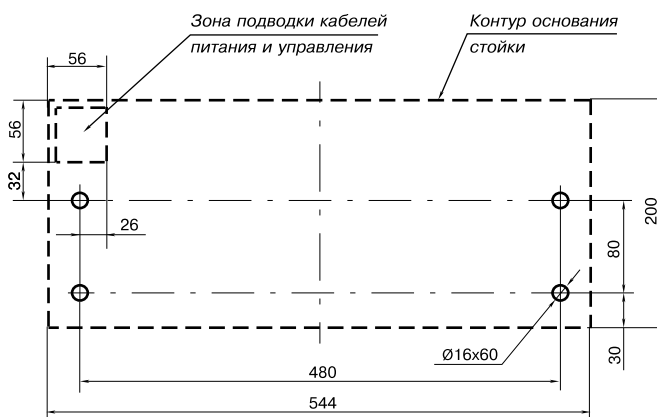 Зона подводки кабелей
питания и управления
Контур основания
стойки
56
56
32
26
200
80
30
Ø16x60
480
544